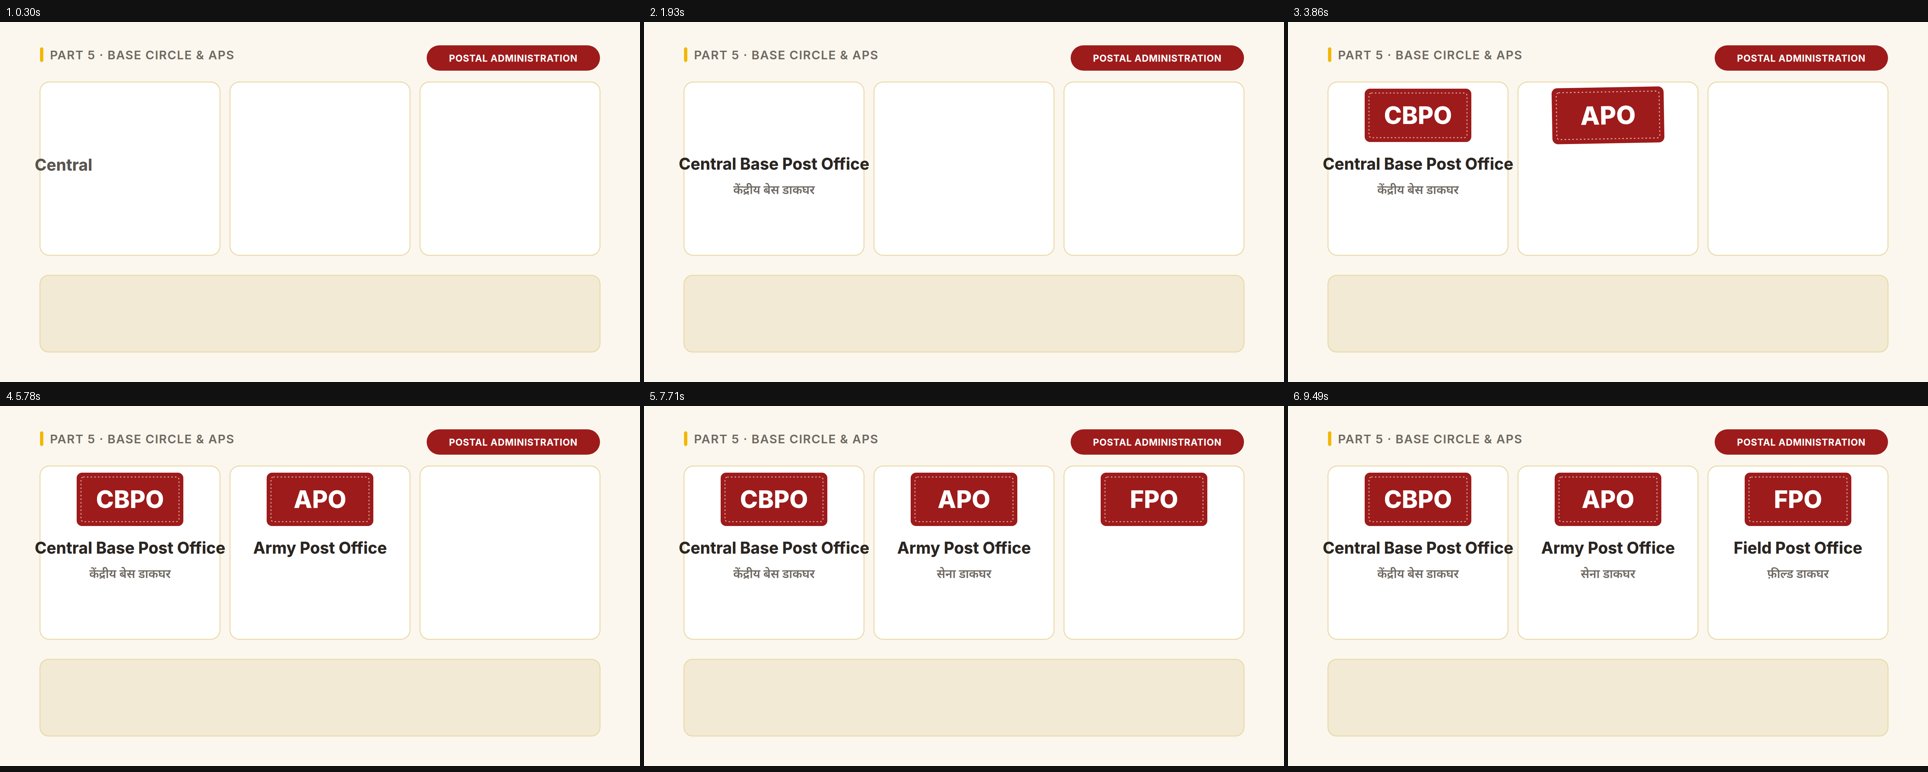 1. 0.30s
PART 5 · BASE CIRCLE & APS
POSTAL ADMINISTRATION
Central
2. 1.93s
PART 5 · BASE CIRCLE & APS
POSTAL ADMINISTRATION
Central Base Post Office
केंद्रीय बेस डाकघर
3. 3.86s
PART 5 · BASE CIRCLE & APS
POSTAL ADMINISTRATION
CBPO
APO
Central Base Post Office
केंद्रीय बेस डाकघर
4. 5.78s
PART 5 · BASE CIRCLE & APS
POSTAL ADMINISTRATION
CBPO
APO
Central Base Post Office
Army Post Office
केंद्रीय बेस डाकघर
5. 7.71s
PART 5 · BASE CIRCLE & APS
POSTAL ADMINISTRATION
CBPO
APO
FPO
Central Base Post Office
Army Post Office
केंद्रीय बेस डाकघर
सेना डाकघर
6. 9.49s
PART 5 · BASE CIRCLE & APS
POSTAL ADMINISTRATION
CBPO
APO
FPO
Central Base Post Office
Army Post Office
Field Post Office
केंद्रीय बेस डाकघर
सेना डाकघर
फ़ील्ड डाकघर